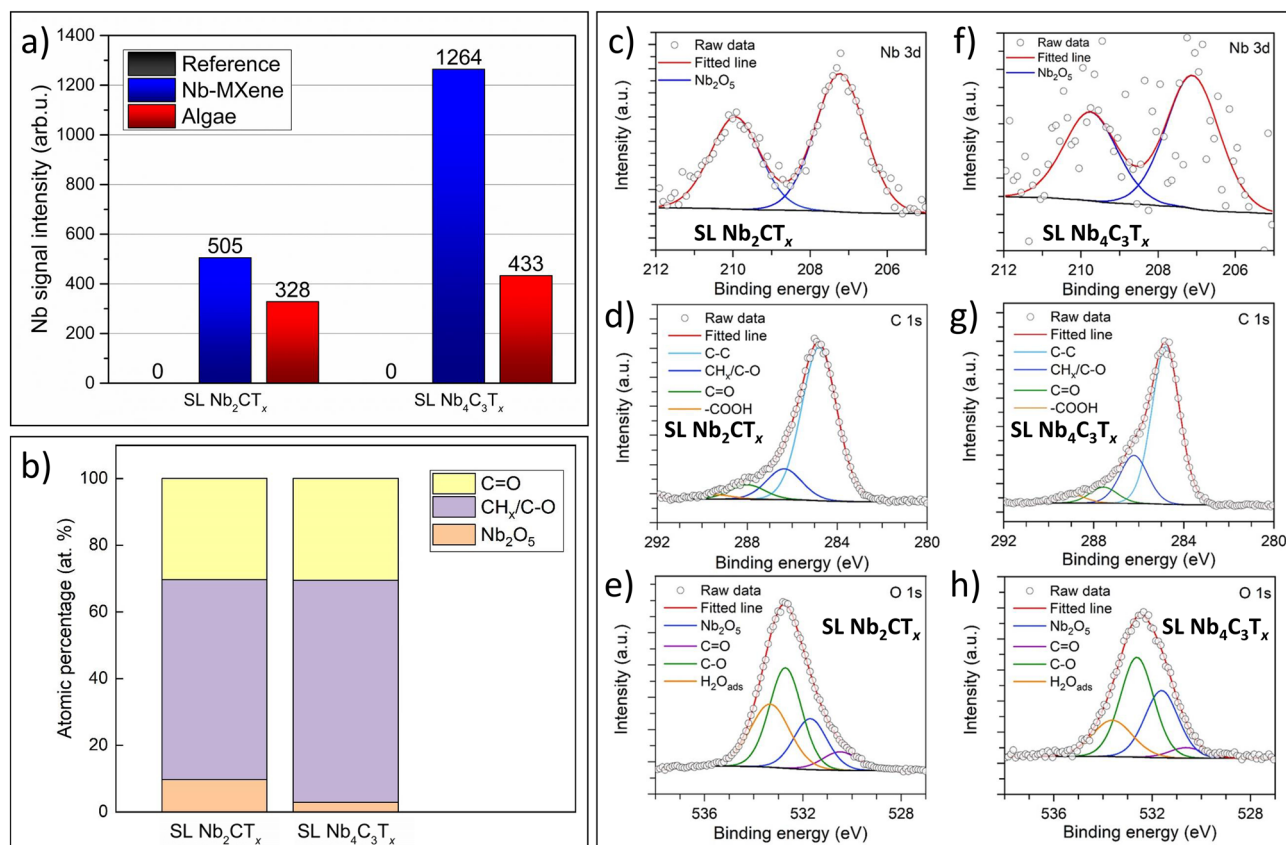 a)
Nb signal intensity (arb.u.)
1400
1200
1000
800
600
400
200
0
Reference
Nb-MXene
Algae
0
505
328
0
1264
433
SL Nb₂CTₓ
SL Nb₄C₃Tₓ
b)
Atomic percentage (at. %)
100
80
60
40
20
0
C=O
CHₓ/C-O
Nb₂O₅
SL Nb₂CTₓ
SL Nb₄C₃Tₓ
c)
Intensity (a.u.)
Raw data
Fitted line
Nb₂O₅
Nb 3d
SL Nb₂CTₓ
212 210 208 206
Binding energy (eV)
d)
Intensity (a.u.)
Raw data
Fitted line
C-C
CHₓ/C-O
C=O
-COOH
C 1s
SL Nb₂CTₓ
292 288 284 280
Binding energy (eV)
e)
Intensity (a.u.)
Raw data
Fitted line
Nb₂O₅
C=O
C-O
H₂Oₐdₛ
O 1s
SL Nb₂CTₓ
536 532 528
Binding energy (eV)
f)
Intensity (a.u.)
Raw data
Fitted line
Nb₂O₅
Nb 3d
SL Nb₄C₃Tₓ
212 210 208 206
Binding energy (eV)
g)
Intensity (a.u.)
Raw data
Fitted line
C-C
CHₓ/C-O
C=O
-COOH
C 1s
SL Nb₄C₃Tₓ
292 288 284 280
Binding energy (eV)
h)
Intensity (a.u.)
Raw data
Fitted line
Nb₂O₅
C=O
C-O
H₂Oₐdₛ
O 1s
SL Nb₄C₃Tₓ
536 532 528
Binding energy (eV)